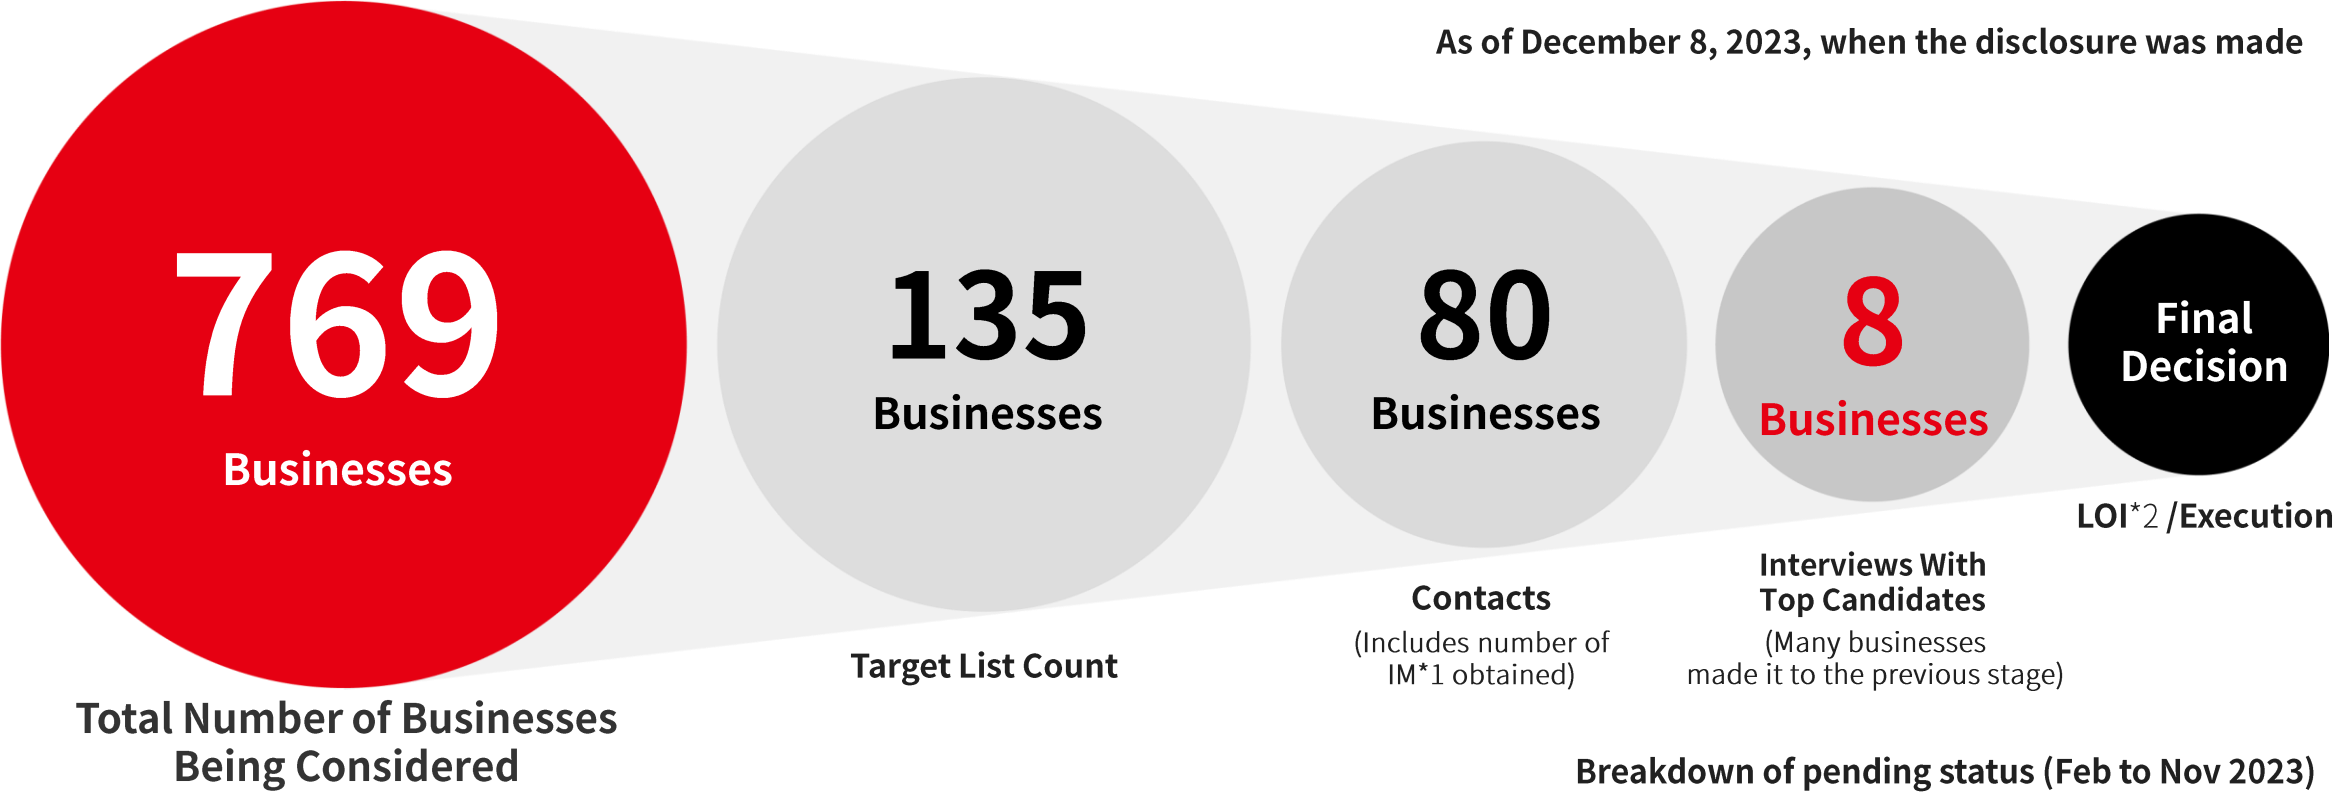 As of December 8, 2023, when the disclosure was made
769
Businesses
Total Number of Businesses
Being Considered
135
Businesses
Target List Count
80
Businesses
Contacts
(Includes number of
IM*1 obtained)
8
Businesses
Interviews With
Top Candidates
(Many businesses
made it to the previous stage)
Final
Decision
LOI*2 /Execution
Breakdown of pending status (Feb to Nov 2023)